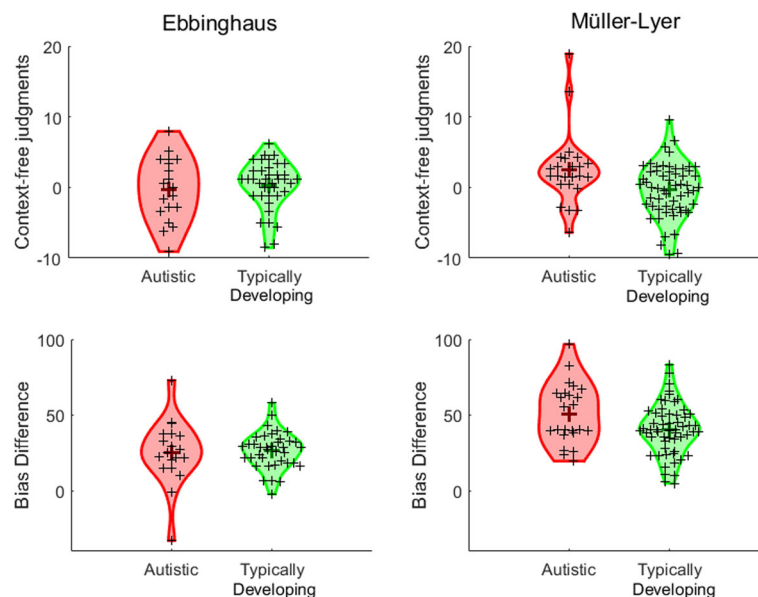 Ebbinghaus
Müller-Lyer
Context-free judgments
20
10
0
-10
Autistic
Typically
Developing
Context-free judgments
20
10
0
-10
Autistic
Typically
Developing
Bias Difference
100
50
0
Autistic
Typically
Developing
Bias Difference
100
50
0
Autistic
Typically
Developing